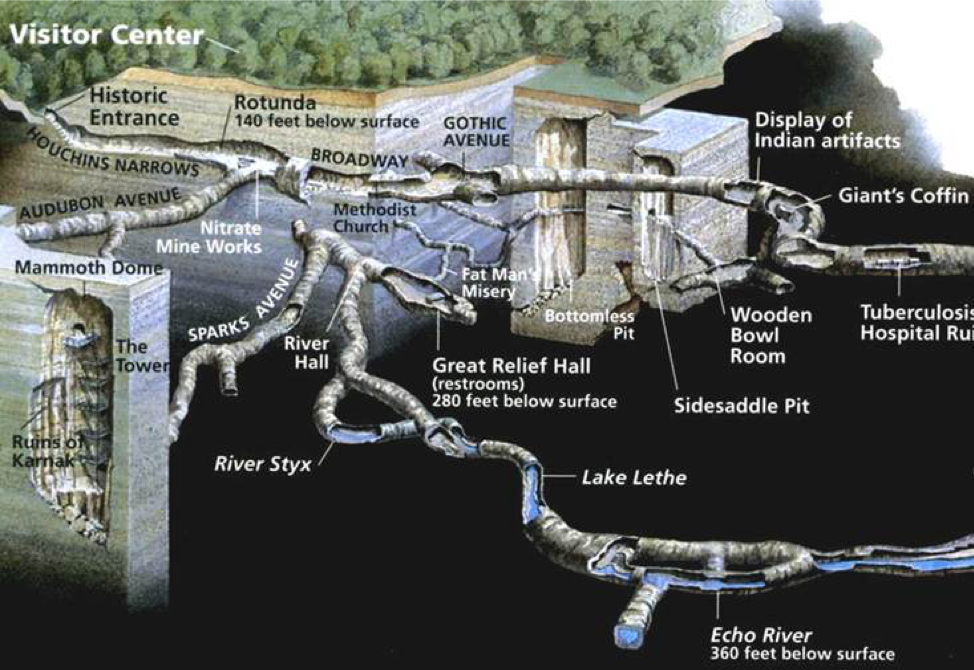 Visitor Center
Historic
Entrance
Rotunda
140 feet below surface
GOTHIC
AVENUE
Display of
Indian artifacts
HOUCHINS NARROWS
BROADWAY
Giant's Coffin
AUDUBON AVENUE
Methodist
Church
Nitrate
Mine Works
Mammoth Dome
Fat Man's
Misery
SPARKS AVENUE
Bottomless
Pit
Wooden
Bowl
Room
Tuberculosis
Hospital Rui
The
Tower
River
Hall
Great Relief Hall
(restrooms)
280 feet below surface
Sidesaddle Pit
Ruins of
Karnak
River Styx
Lake Lethe
Echo River
360 feet below surface